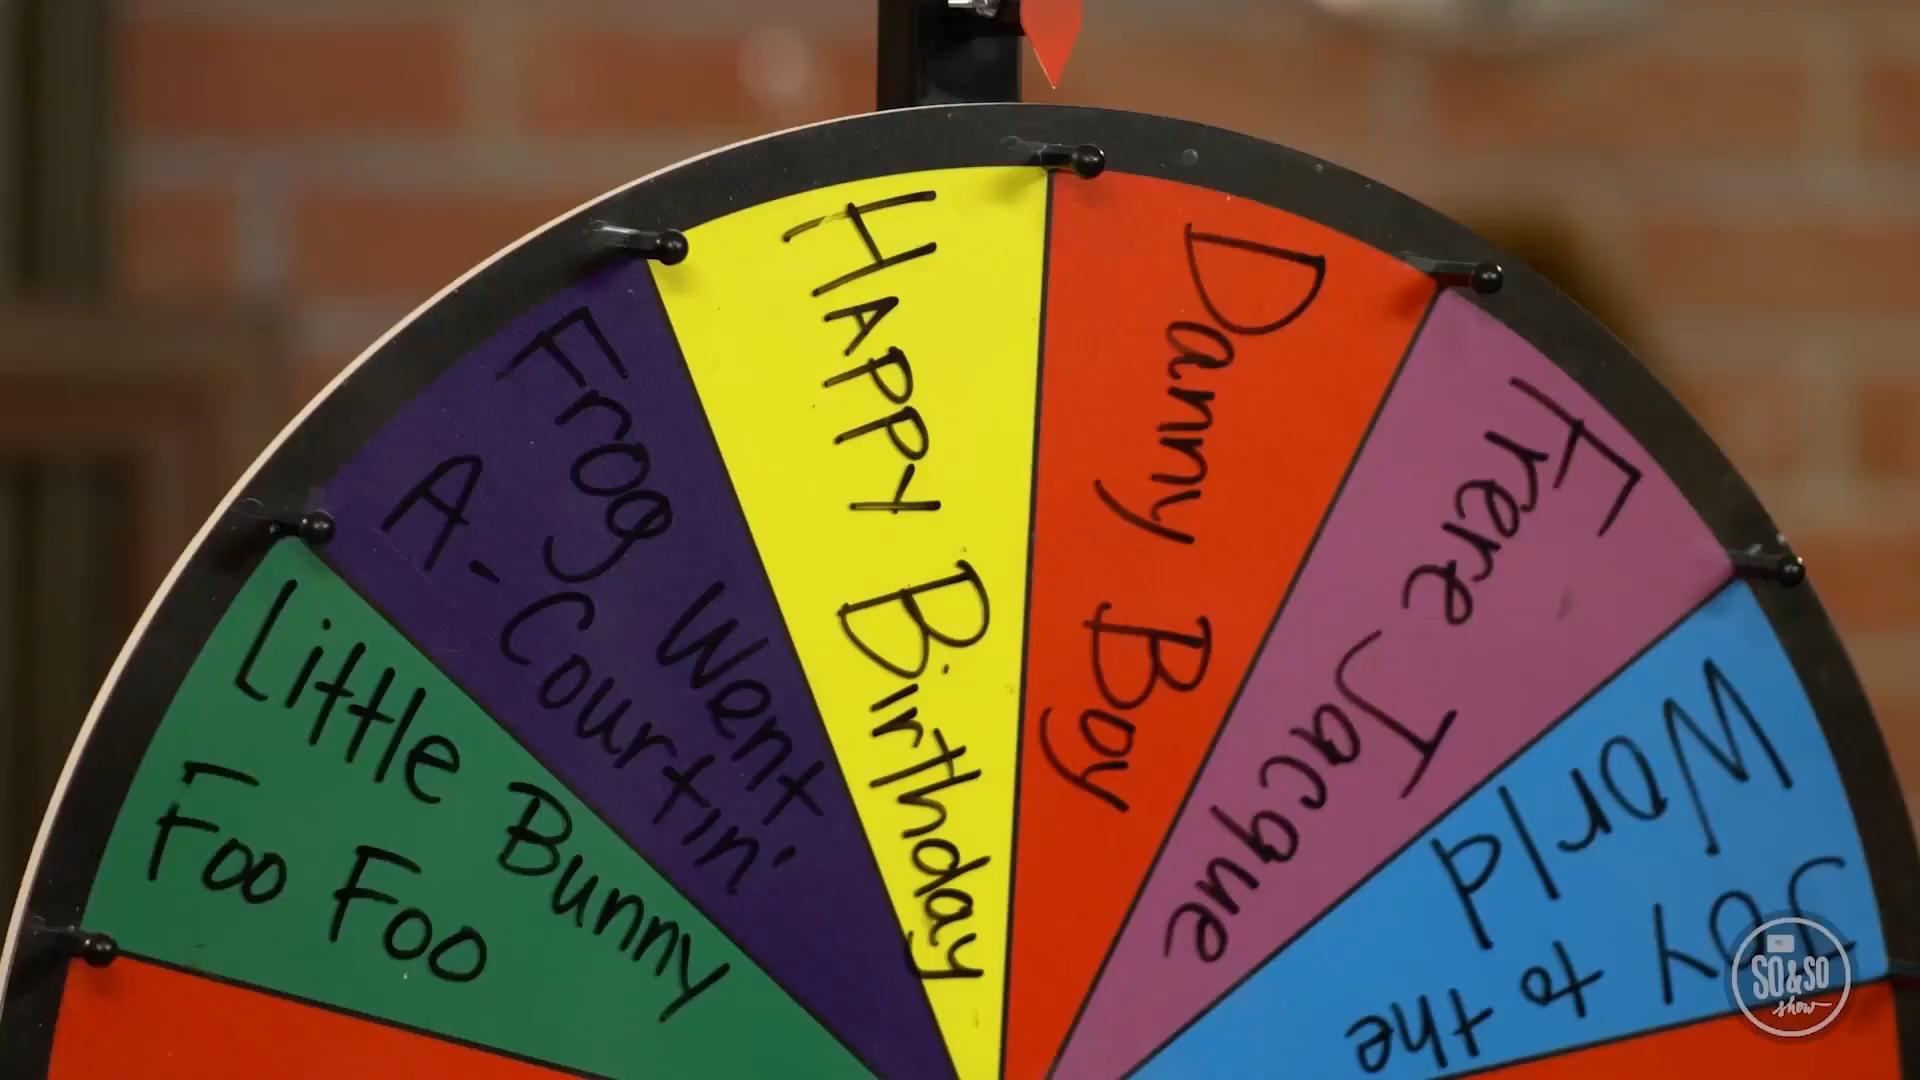 Little Bunny
Foo Foo
Frog Went
A-Courtin'
Happy Birthday
Danny Boy
Frere Jacque
Joy to the
World
SO&SO
show